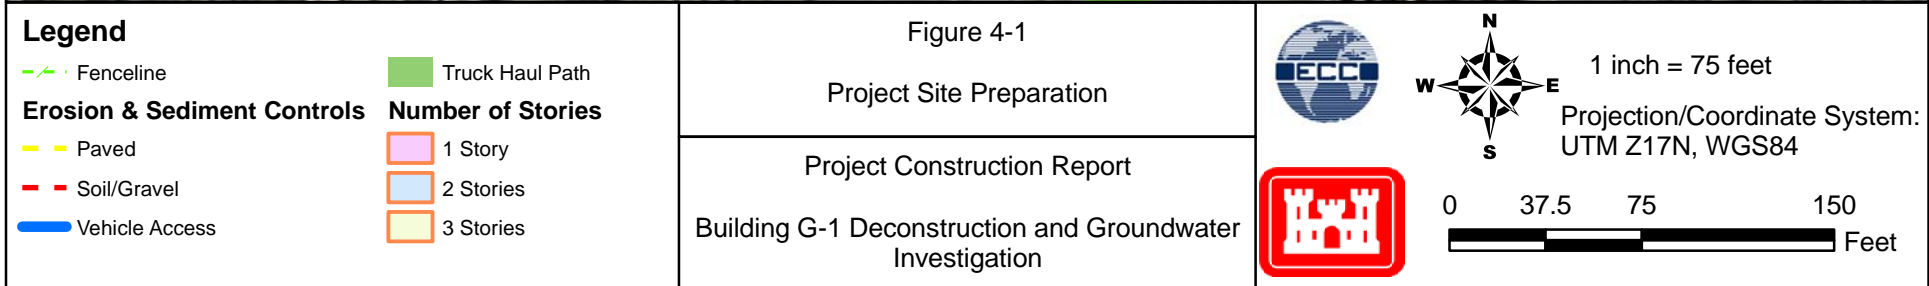 Legend
Fenceline
Truck Haul Path
Erosion & Sediment Controls
Number of Stories
Paved
1 Story
Soil/Gravel
2 Stories
Vehicle Access
3 Stories
Figure 4-1
Project Site Preparation
Project Construction Report
Building G-1 Deconstruction and Groundwater
Investigation
ECC
N
W
E
S
1 inch = 75 feet
Projection/Coordinate System:
UTM Z17N, WGS84
0 37.5 75 150
Feet